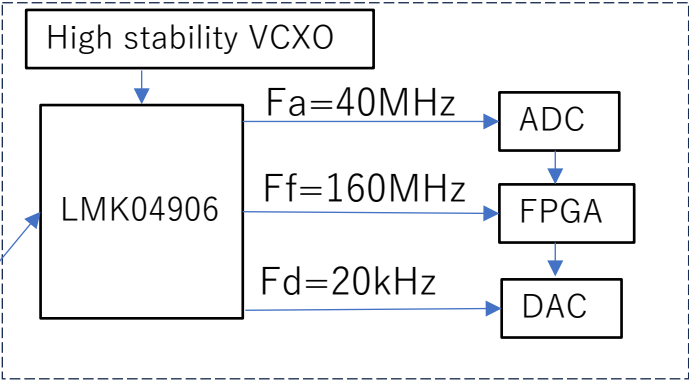 High stability VCXO
Fa=40MHz
ADC
LMK04906
Ff=160MHz
FPGA
Fd=20kHz
DAC